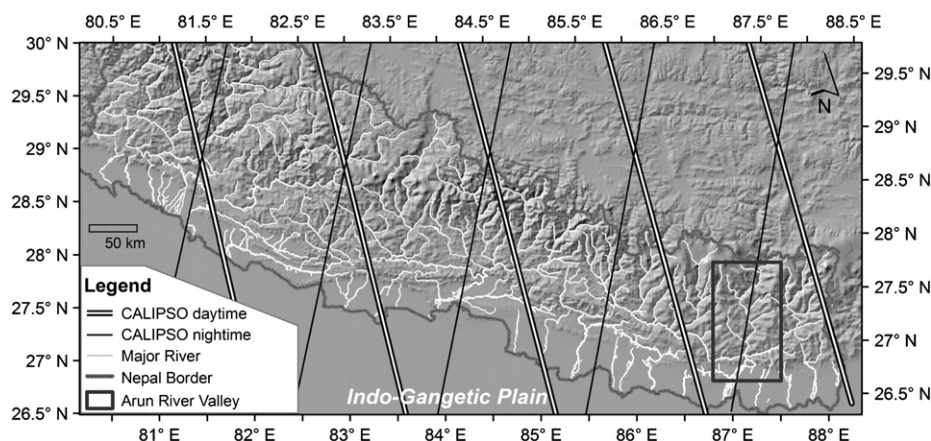 80.5° E 82.5° E 83.5° E 84.5° E 85.5° E 86.5° E 87.5° E 88.5° E
30° N
29.5° N
29° N
28.5° N
28° N
27.5° N
27° N
26.5° N
29.5° N
29° N
28.5° N
28° N
27.5° N
27° N
26.5° N
N
50 km
Legend
CALIPSO daytime
CALIPSO nightime
Major River
Nepal Border
Arun River Valley
Indo-Gangetic Plain
81° E 82° E 83° E 84° E 85° E 86° E 87° E 88° E